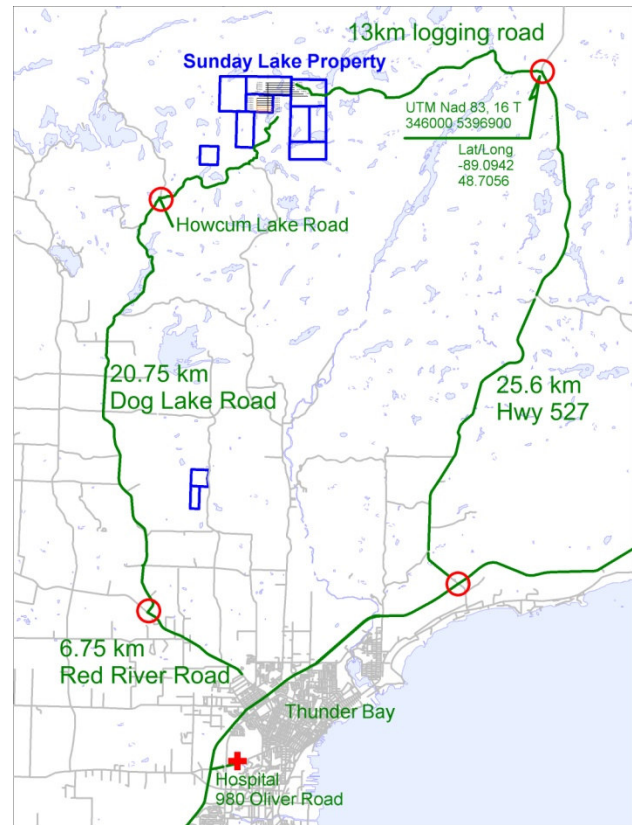 13km logging road
Sunday Lake Property
UTM Nad 83, 16 T
346000 5396900
Lat/Long
-89.0942
48.7056
Howcum Lake Road
20.75 km
Dog Lake Road
25.6 km
Hwy 527
6.75 km
Red River Road
Thunder Bay
Hospital
980 Oliver Road